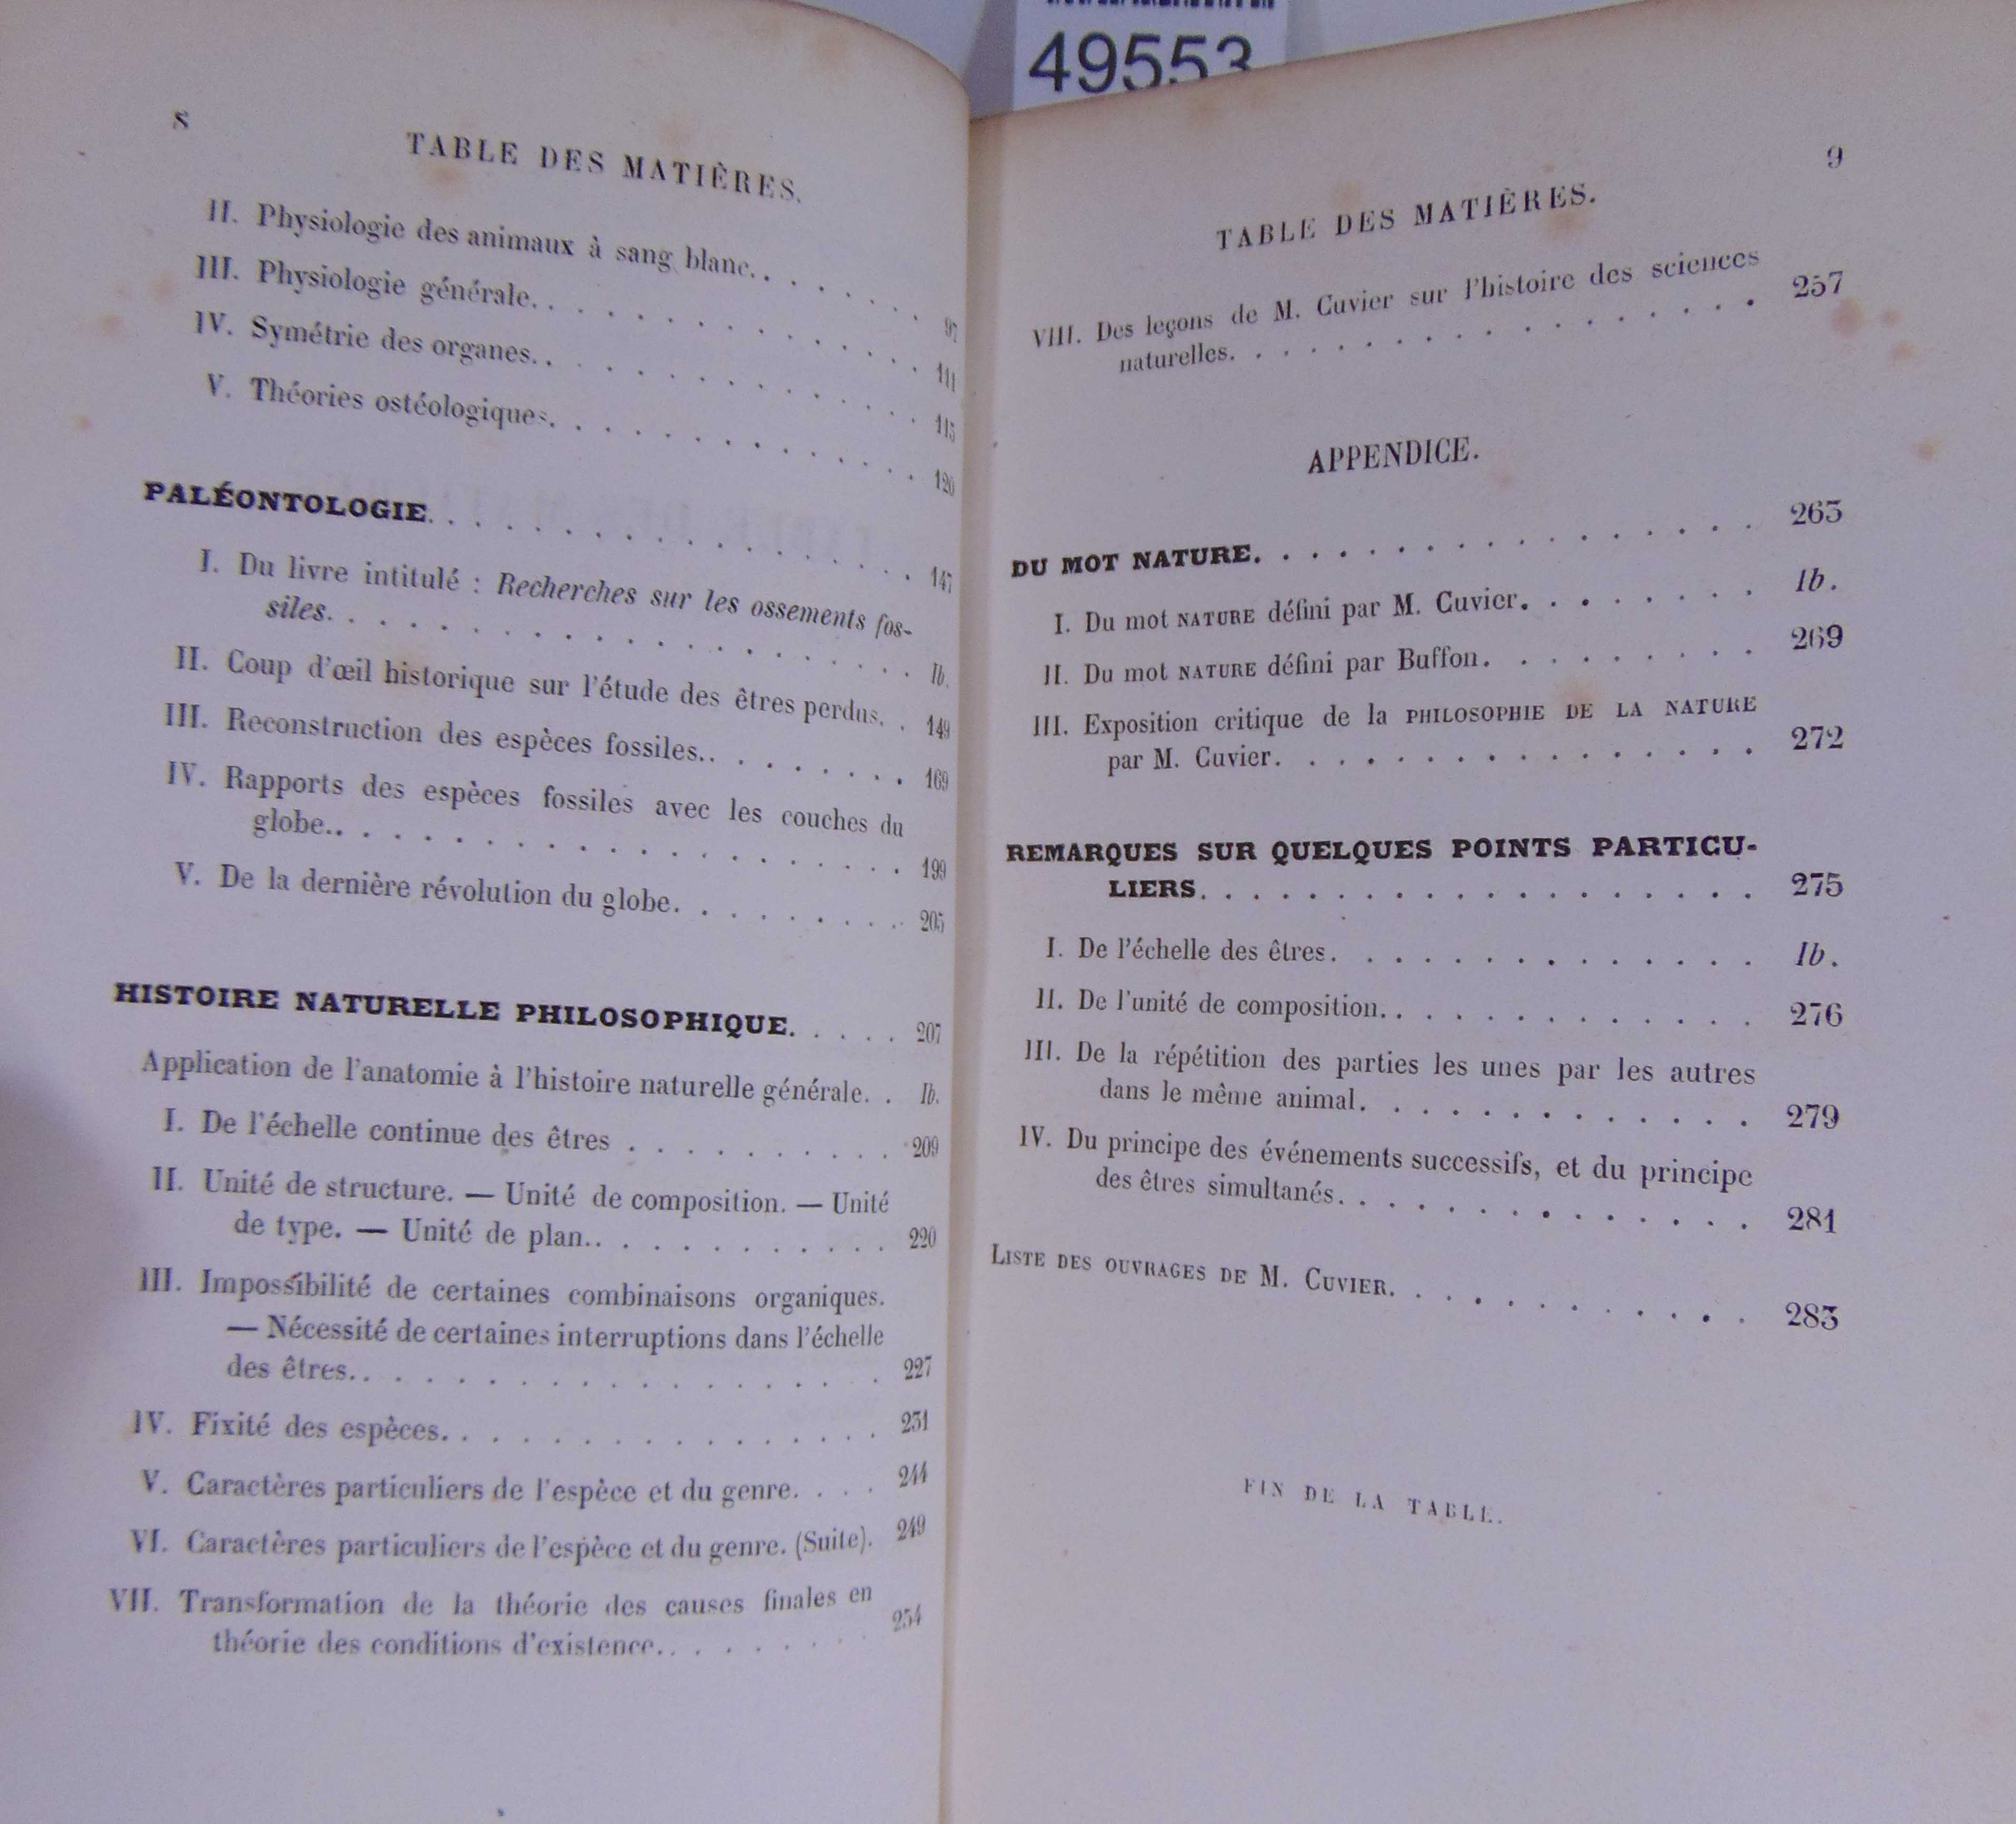 49553
8
TABLE DES MATIÈRES.
II. Physiologie des animaux à sang blanc. . . . . . . . 97
III. Physiologie générale. . . . . . . . . . . . . . 111
IV. Symétrie des organes. . . . . . . . . . . . . . 115
V. Théories ostéologiques. . . . . . . . . . . . . . 120
PALÉONTOLOGIE. . . . . . . . . . . . . . . . . 147
I. Du livre intitulé : Recherches sur les ossements fos-
siles. . . . . . . . . . . . . . . . . . . . . Ib.
II. Coup d'œil historique sur l'étude des êtres perdus. . 149
III. Reconstruction des espèces fossiles. . . . . . . . . 169
IV. Rapports des espèces fossiles avec les couches du
globe. . . . . . . . . . . . . . . . . . . . . 199
V. De la dernière révolution du globe. . . . . . . . . 205
HISTOIRE NATURELLE PHILOSOPHIQUE. . . . . 207
Application de l'anatomie à l'histoire naturelle générale. . Ib.
I. De l'échelle continue des êtres . . . . . . . . . . 209
II. Unité de structure. — Unité de composition. — Unité
de type. — Unité de plan. . . . . . . . . . . . 220
III. Impossibilité de certaines combinaisons organiques.
— Nécessité de certaines interruptions dans l'échelle
des êtres. . . . . . . . . . . . . . . . . . . 227
IV. Fixité des espèces. . . . . . . . . . . . . . . . 231
V. Caractères particuliers de l'espèce et du genre. . . . 244
VI. Caractères particuliers de l'espèce et du genre. (Suite). 249
VII. Transformation de la théorie des causes finales en
théorie des conditions d'existence. . . . . . . . . 254
9
TABLE DES MATIÈRES.
VIII. Des leçons de M. Cuvier sur l'histoire des sciences
naturelles. . . . . . . . . . . . . . . . . . . 257
APPENDICE.
DU MOT NATURE. . . . . . . . . . . . . . . . . . 263
I. Du mot NATURE défini par M. Cuvier. . . . . . . . Ib.
II. Du mot NATURE défini par Buffon. . . . . . . . . . 269
III. Exposition critique de la PHILOSOPHIE DE LA NATURE
par M. Cuvier. . . . . . . . . . . . . . . . . 272
REMARQUES SUR QUELQUES POINTS PARTICU-
LIERS. . . . . . . . . . . . . . . . . . . . 275
I. De l'échelle des êtres. . . . . . . . . . . . . . . Ib.
II. De l'unité de composition. . . . . . . . . . . . . 276
III. De la répétition des parties les unes par les autres
dans le même animal. . . . . . . . . . . . . . 279
IV. Du principe des événements successifs, et du principe
des êtres simultanés. . . . . . . . . . . . . . . 281
LISTE DES OUVRAGES DE M. CUVIER. . . . . . . . . . . . 283
FIN DE LA TABLE.